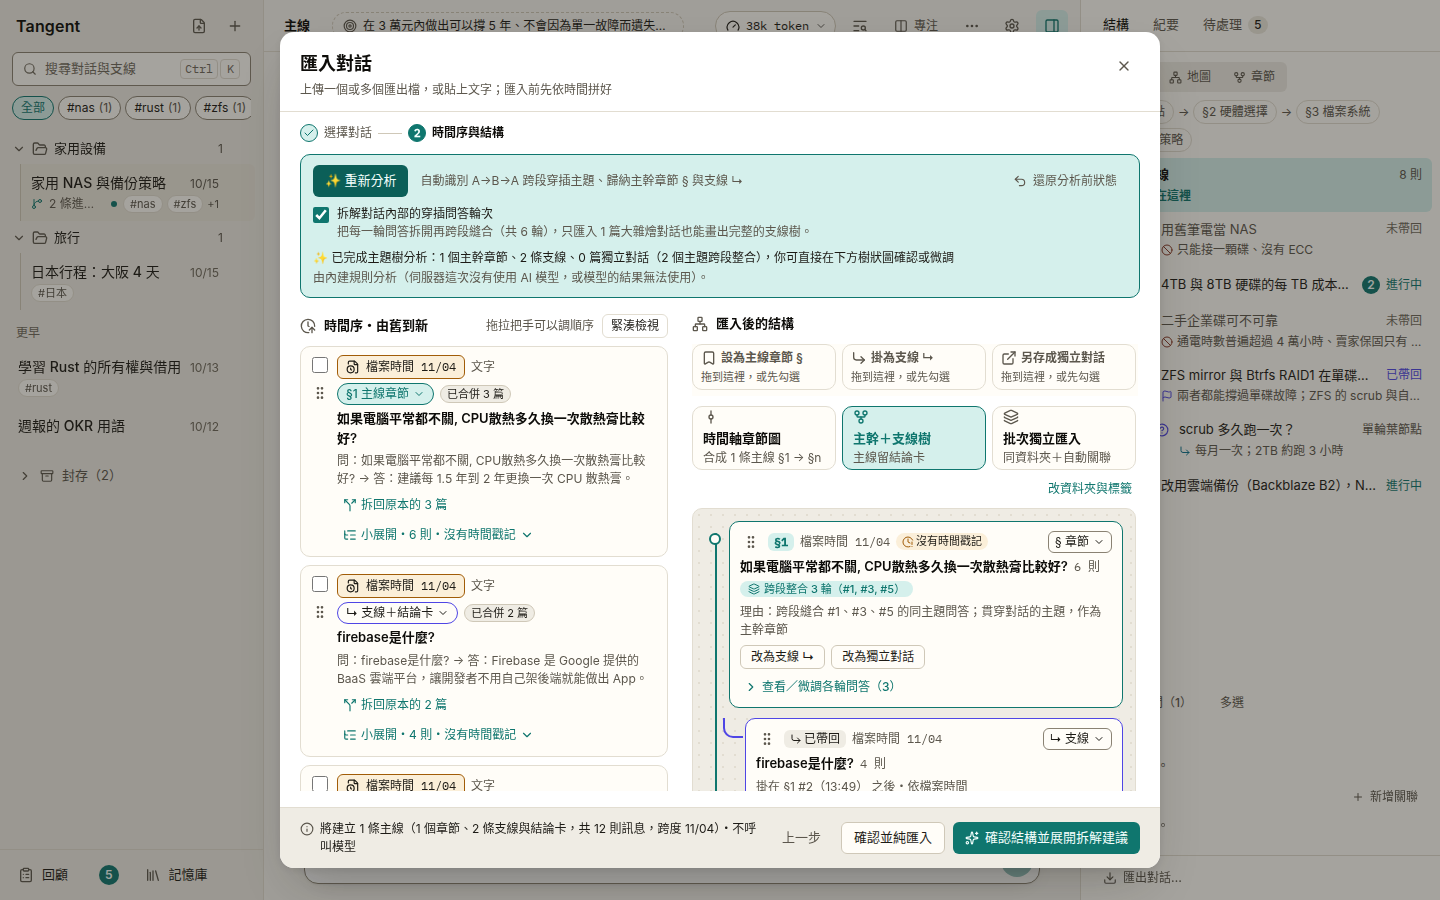 Tangent
搜尋對話與支線
Ctrl K
全部 #nas (1) #rust (1) #zfs (1)
家用設備 1
家用 NAS 與備份策略 10/15
2 條進... #nas #zfs +1
旅行 1
日本行程：大阪 4 天 10/15
#日本
更早
學習 Rust 的所有權與借用 10/13
#rust
週報的 OKR 用語 10/12
封存（2）
回顧 5 記憶庫
主線
在 3 萬元內做出可以撐 5 年、不會因為單一故障而遺失...
38k token
專注
結構 紀要 待處理 5
匯入對話
上傳一個或多個匯出檔，或貼上文字；匯入前先依時間拼好
選擇對話
2 時間序與結構
✨ 重新分析
自動識別 A→B→A 跨段穿插主題、歸納主幹章節 § 與支線 ↳
還原分析前狀態
拆解對話內部的穿插問答輪次
把每一輪問答拆開再跨段縫合（共 6 輪），只匯入 1 篇大雜燴對話也能畫出完整的支線樹。
✨ 已完成主題樹分析：1 個主幹章節、2 條支線、0 篇獨立對話（2 個主題跨段整合），你可直接在下方樹狀圖確認或微調
由內建規則分析（伺服器這次沒有使用 AI 模型，或模型的結果無法使用）。
時間序・由舊到新
拖拉把手可以調順序
緊湊檢視
檔案時間 11/04 文字
§1 主線章節 已合併 3 篇
如果電腦平常都不關, CPU散熱多久換一次散熱膏比較
好?
問：如果電腦平常都不關, CPU散熱多久換一次散熱膏比較
好? → 答：建議每 1.5 年到 2 年更換一次 CPU 散熱膏。
拆回原本的 3 篇
小展開・6 則・沒有時間戳記
檔案時間 11/04 文字
↳ 支線＋結論卡 已合併 2 篇
firebase是什麼?
問：firebase是什麼? → 答：Firebase 是 Google 提供的
BaaS 雲端平台，讓開發者不用自己架後端就能做出 App。
拆回原本的 2 篇
小展開・4 則・沒有時間戳記
檔案時間 11/04 文字
匯入後的結構
設為主線章節 §
拖到這裡，或先勾選
掛為支線 ↳
拖到這裡，或先勾選
另存成獨立對話
拖到這裡，或先勾選
時間軸章節圖
合成 1 條主線 §1 → §n
主幹＋支線樹
主線留結論卡
批次獨立匯入
同資料夾＋自動關聯
改資料夾與標籤
§1 檔案時間 11/04 沒有時間戳記
§ 章節
如果電腦平常都不關, CPU散熱多久換一次散熱膏比較好? 6 則
跨段整合 3 輪（#1, #3, #5）
理由：跨段縫合 #1、#3、#5 的同主題問答；貫穿對話的主題，作為
主幹章節
改為支線 ↳ 改為獨立對話
查看／微調各輪問答（3）
↳ 已帶回 檔案時間 11/04
↳ 支線
firebase是什麼? 4 則
掛在 §1 #2（13:49） 之後・依檔案時間
將建立 1 條主線（1 個章節、2 條支線與結論卡，共 12 則訊息，跨度 11/04）・不呼
叫模型
上一步
確認並純匯入
確認結構並展開拆解建議
地圖 章節
→ §2 硬體選擇 → §3 檔案系統
策略
線 8 則
在這裡
用舊筆電當 NAS 未帶回
只能接一顆碟、沒有 ECC
4TB 與 8TB 硬碟的每 TB 成本... 2 進行中
二手企業碟可不可靠 未帶回
通電時數普遍超過 4 萬小時、賣家保固只有 ...
ZFS mirror 與 Btrfs RAID1 在單碟... 已帶回
兩者都能撐過單碟故障；ZFS 的 scrub 與自...
scrub 多久跑一次？ 單輪葉節點
↳ 每月一次；2TB 約跑 3 小時
改用雲端備份（Backblaze B2），N... 進行中
（1） 多選
新增關聯
匯出對話...